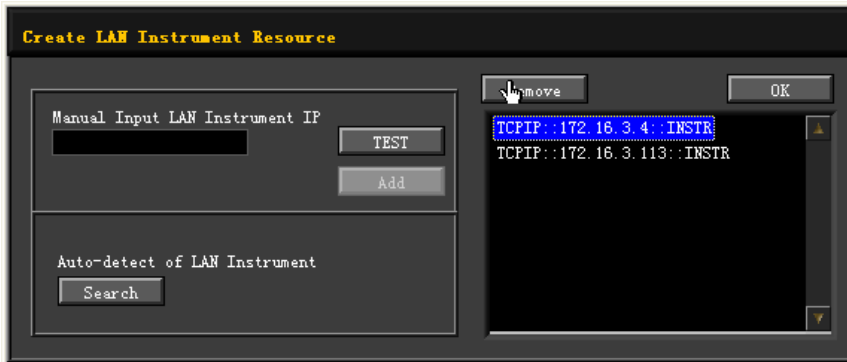 Create LAN Instrument Resource
Manual Input LAN Instrument IP
TEST
Add
Auto-detect of LAN Instrument
Search
Remove
OK
TCPIP::172.16.3.4::INSTR
TCPIP::172.16.3.113::INSTR